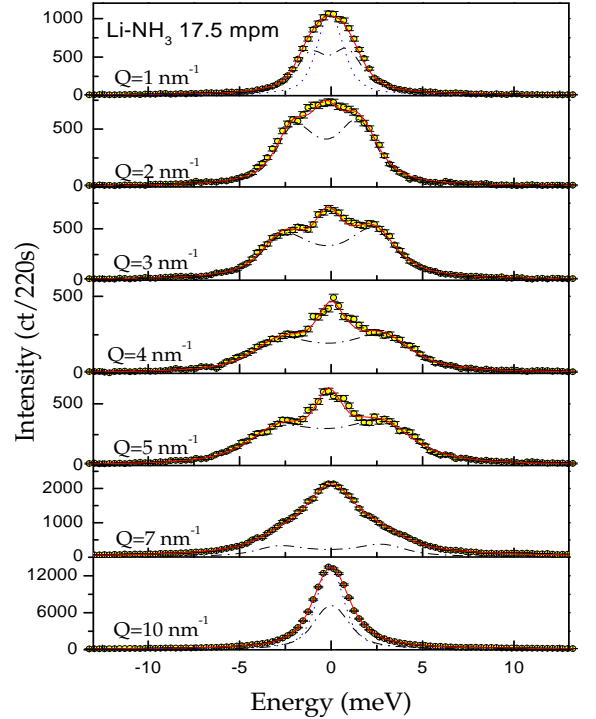 Li-NH₃ 17.5 mpm
1000
500
0
Q=1 nm⁻¹
500
0
Q=2 nm⁻¹
500
0
Q=3 nm⁻¹
500
0
Q=4 nm⁻¹
500
0
Q=5 nm⁻¹
2000
1000
0
Q=7 nm⁻¹
12000
6000
0
Q=10 nm⁻¹
-10 -5 0 5 10
Energy (meV)
Intensity (ct/220s)